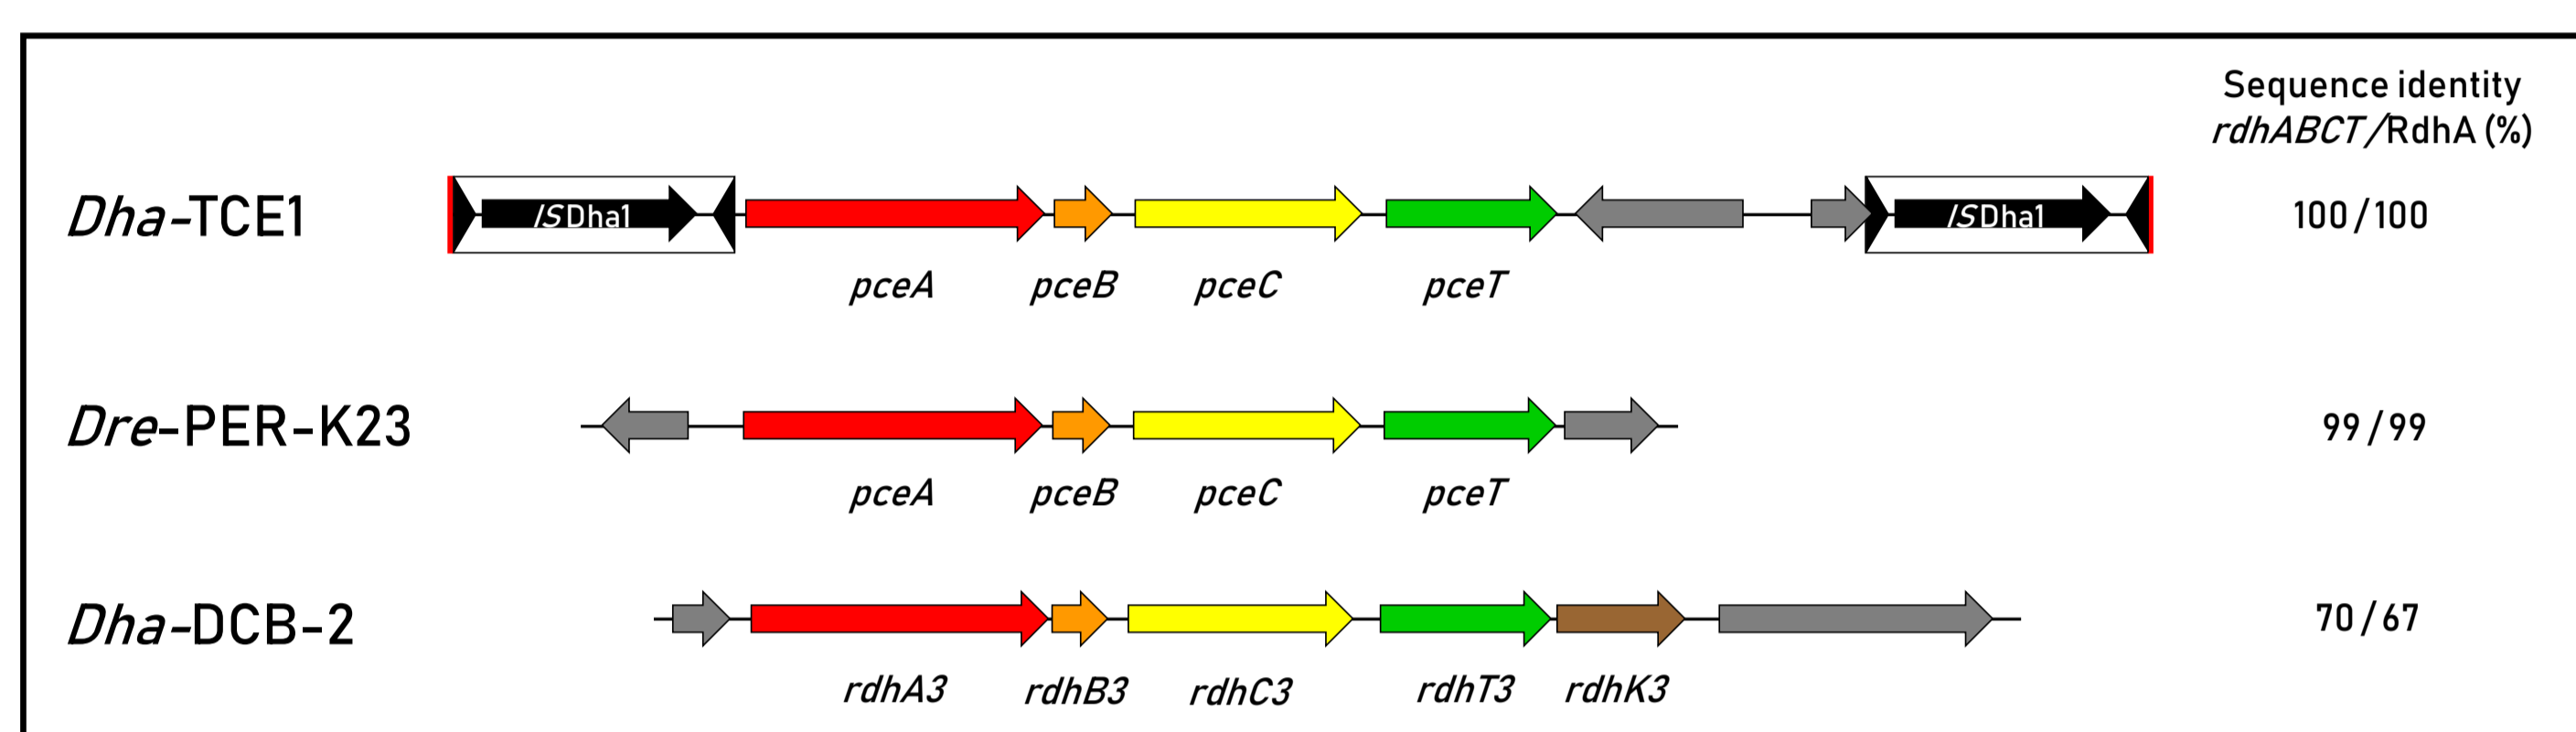 Sequence identity
rdhABCT/RdhA (%)
Dha-TCE1 ISDha1 ISDha1 100/100
pceA pceB pceC pceT
Dre-PER-K23 99/99
pceA pceB pceC pceT
Dha-DCB-2 70/67
rdhA3 rdhB3 rdhC3 rdhT3 rdhK3